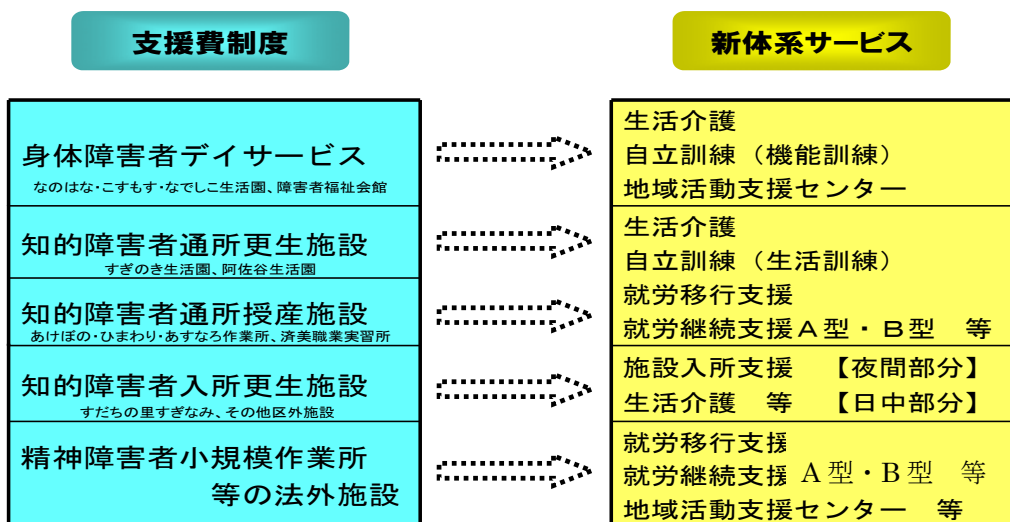 支援費制度
新体系サービス
身体障害者デイサービス
なのはな・こすもす・なでしこ生活園、障害者福祉会館
生活介護
自立訓練（機能訓練）
地域活動支援センター
知的障害者通所更生施設
すぎのき生活園、阿佐谷生活園
知的障害者通所授産施設
あけぼの・ひまわり・あすなろ作業所、済美職業実習所
生活介護
自立訓練（生活訓練）
就労移行支援
就労継続支援Ａ型・Ｂ型　等
知的障害者入所更生施設
すだちの里すぎなみ、その他区外施設
施設入所支援　【夜間部分】
生活介護　等　【日中部分】
精神障害者小規模作業所
等の法外施設
就労移行支援
就労継続支援 A型・B型　等
地域活動支援センター　等